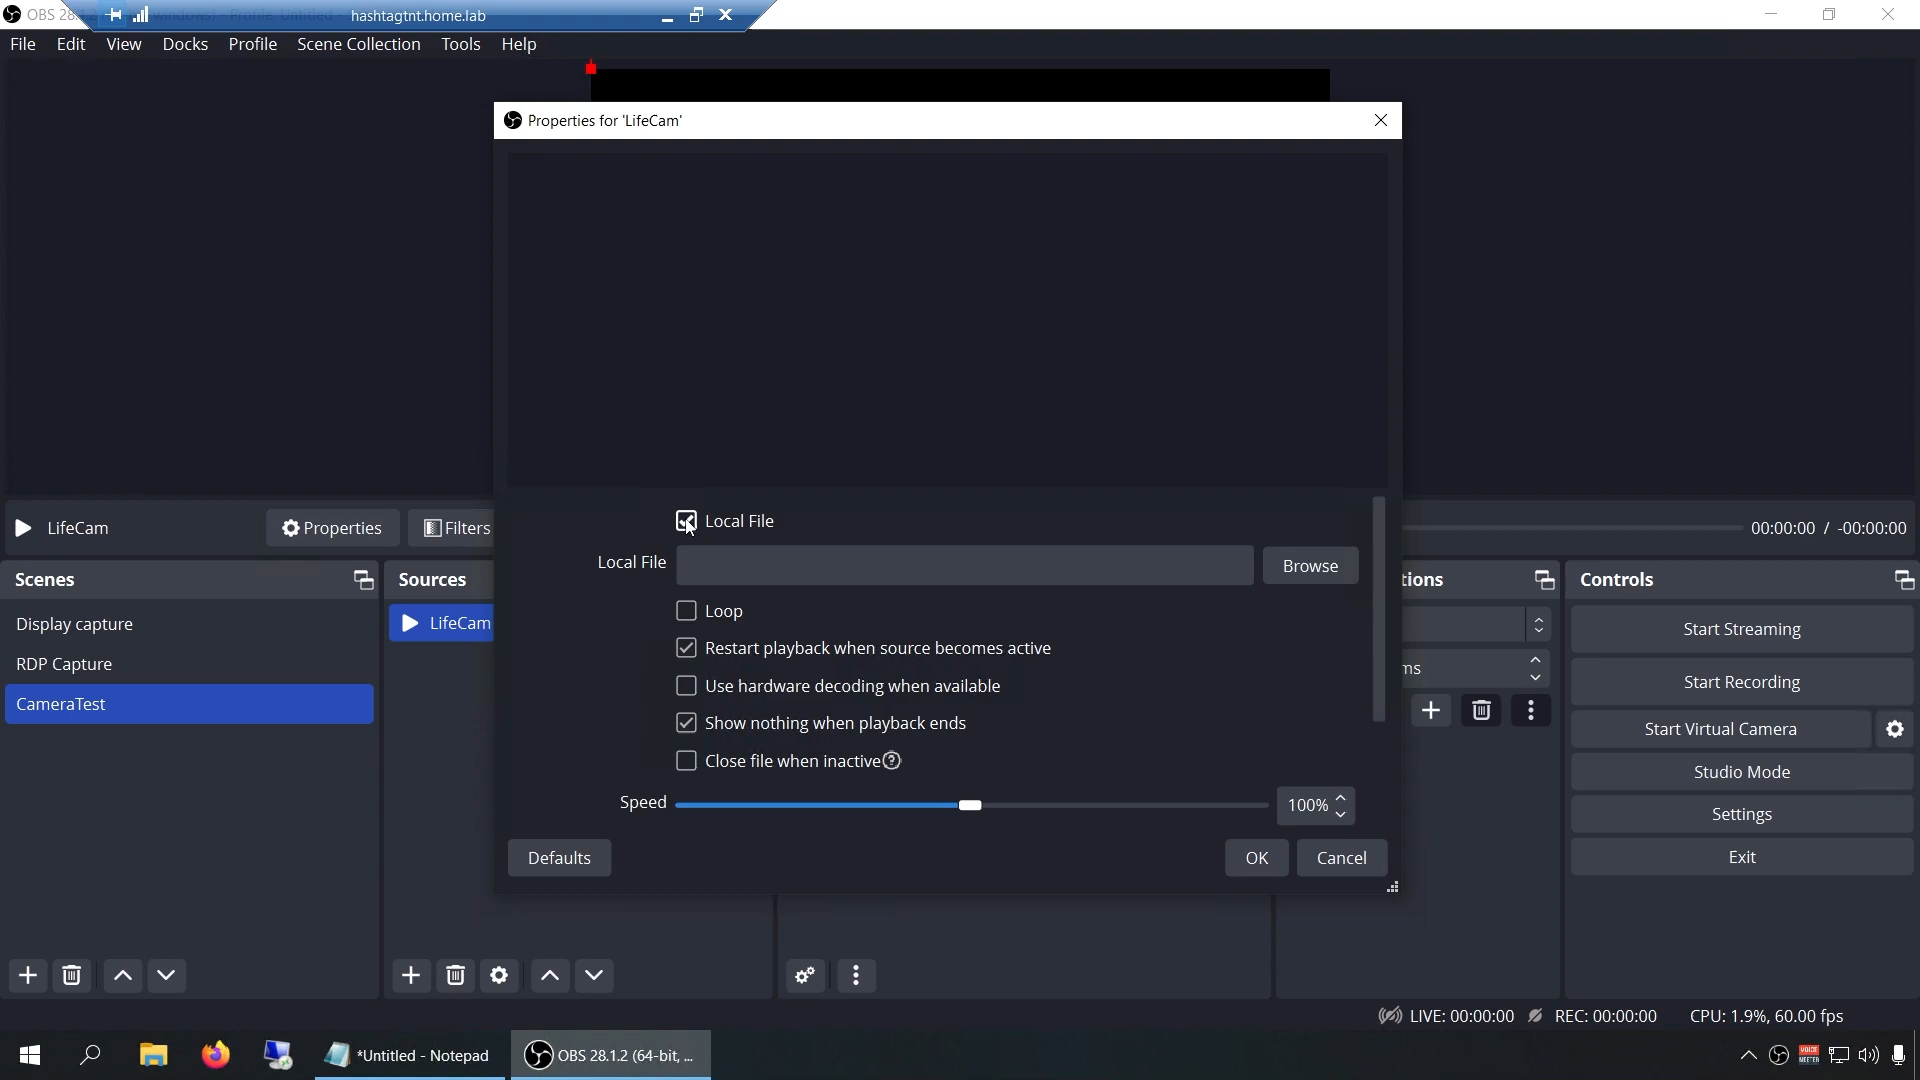 OBS 28.
hashtagtnt.home.lab
File Edit View Docks Profile Scene Collection Tools Help
Properties for 'LifeCam'
Local File
Local File Browse
Loop
Restart playback when source becomes active
Use hardware decoding when available
Show nothing when playback ends
Close file when inactive
Speed 100%
Defaults OK Cancel
LifeCam Properties Filters 00:00:00 / -00:00:00
Scenes Sources tions Controls
Display capture
RDP Capture
CameraTest
LifeCam
ms
Start Streaming
Start Recording
Start Virtual Camera
Studio Mode
Settings
Exit
LIVE: 00:00:00 REC: 00:00:00 CPU: 1.9%, 60.00 fps
*Untitled - Notepad OBS 28.1.2 (64-bit, ...